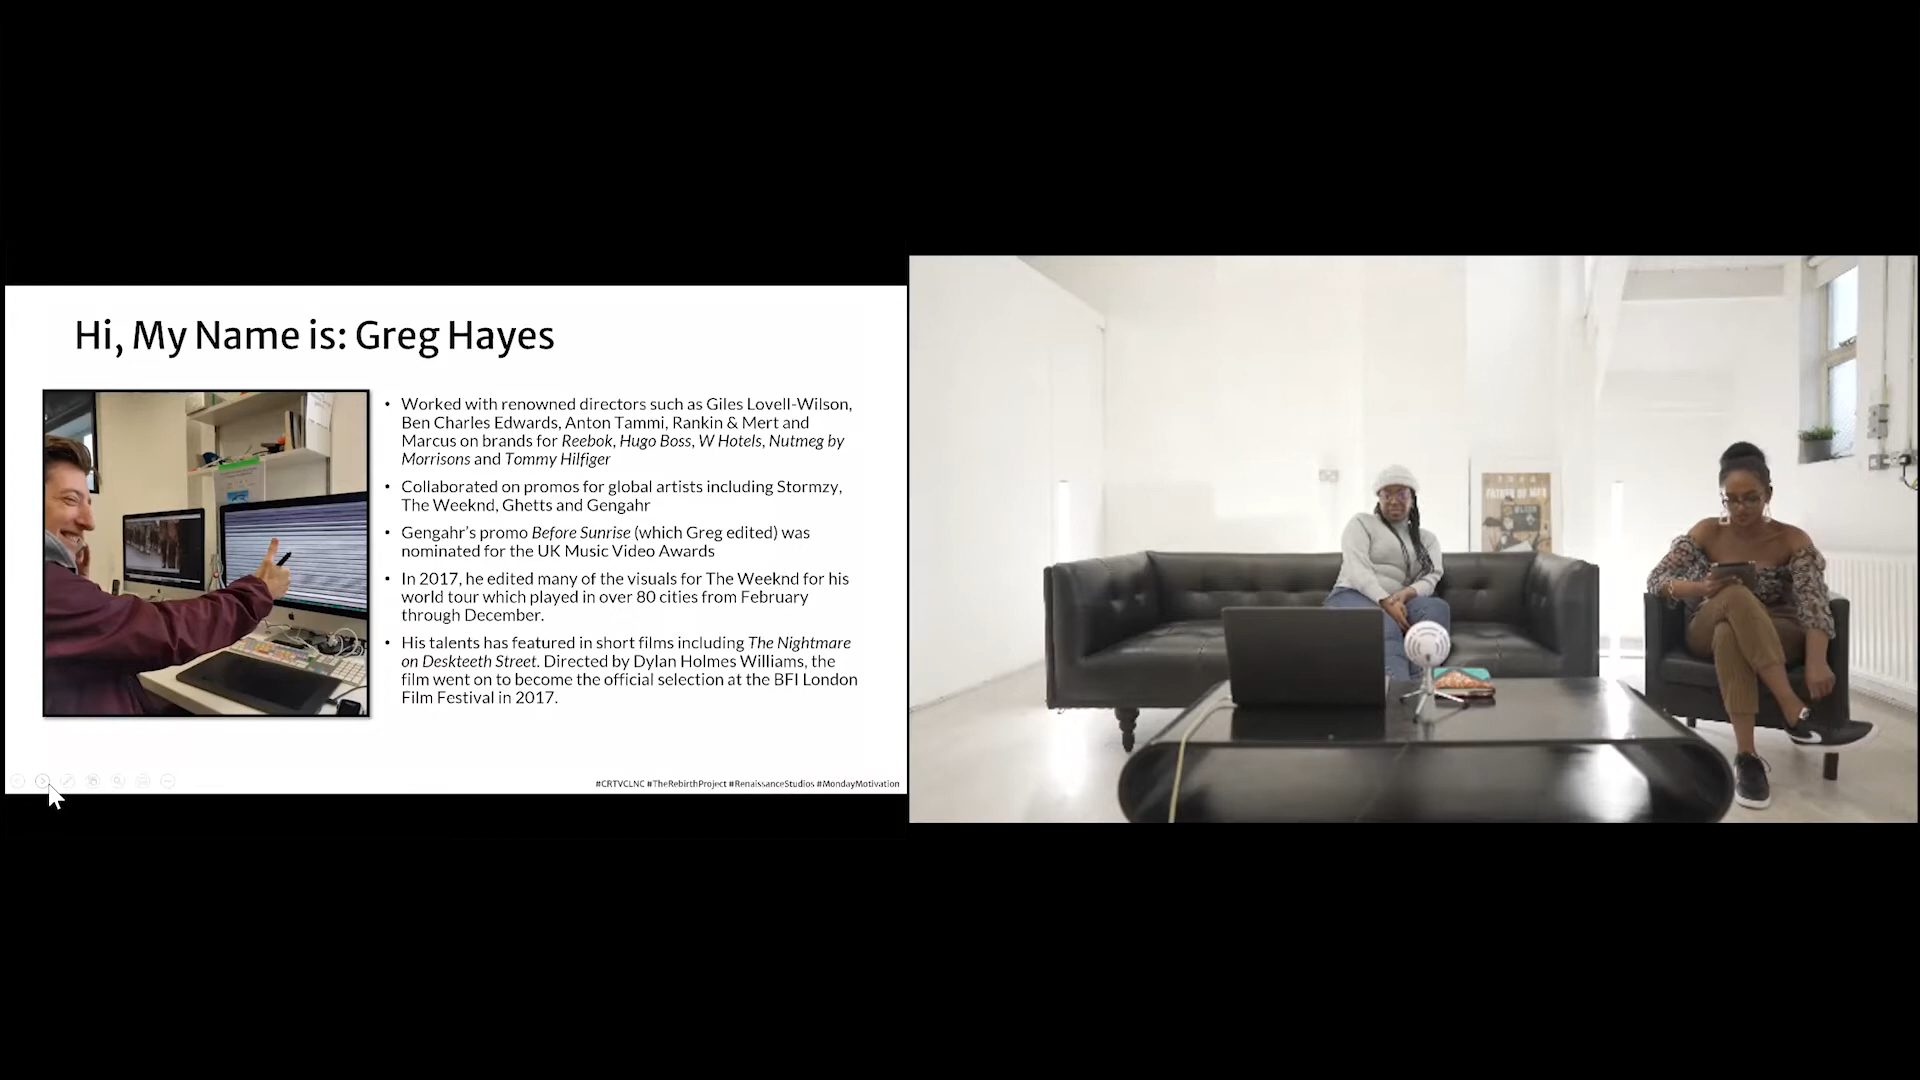 Hi, My Name is: Greg Hayes
• Worked with renowned directors such as Giles Lovell-Wilson,
Ben Charles Edwards, Anton Tammi, Rankin & Mert and
Marcus on brands for Reebok, Hugo Boss, W Hotels, Nutmeg by
Morrisons and Tommy Hilfiger
• Collaborated on promos for global artists including Stormzy,
The Weeknd, Ghetts and Gengahr
• Gengahr's promo Before Sunrise (which Greg edited) was
nominated for the UK Music Video Awards
• In 2017, he edited many of the visuals for The Weeknd for his
world tour which played in over 80 cities from February
through December.
• His talents has featured in short films including The Nightmare
on Deskteeth Street. Directed by Dylan Holmes Williams, the
film went on to become the official selection at the BFI London
Film Festival in 2017.
#CRTVCLNC #TheRebirthProject #RenaissanceStudios #MondayMotivation